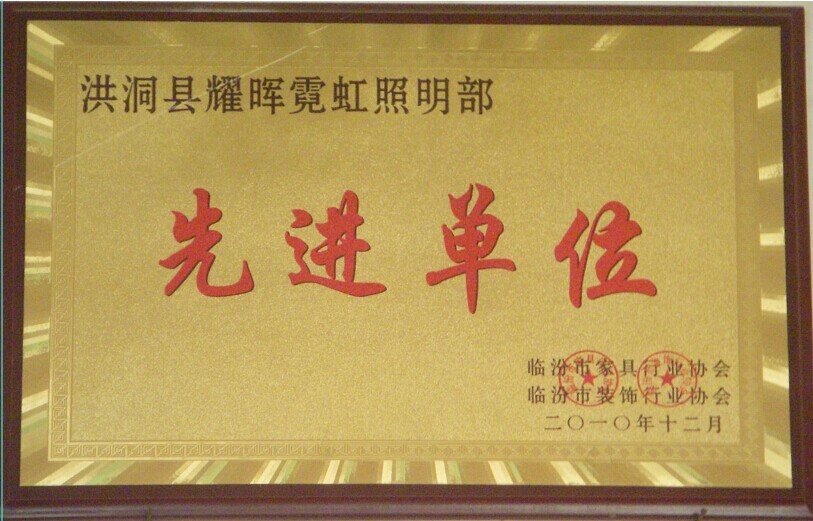 洪洞县耀晖霓虹照明部
先进单位
临汾市家具行业协会
临汾市装饰行业协会
二〇一〇年十二月